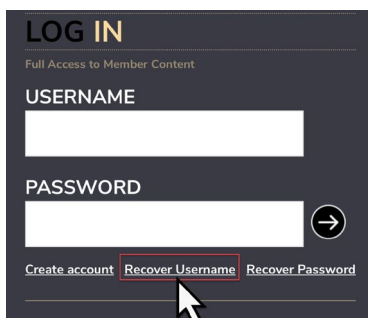 LOG IN
Full Access to Member Content
USERNAME
PASSWORD
Create account Recover Username Recover Password